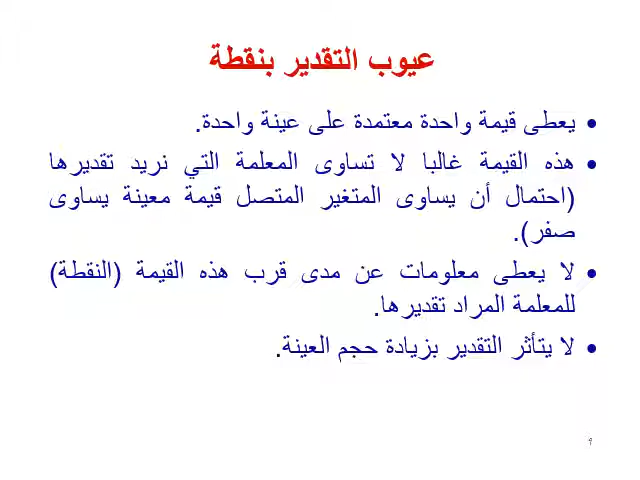 عيوب التقدير بنقطة
• يعطى قيمة واحدة معتمدة على عينة واحدة.
• هذه القيمة غالبا لا تساوى المعلمة التي نريد تقديرها
(احتمال أن يساوى المتغير المتصل قيمة معينة يساوى
صفر).
• لا يعطى معلومات عن مدى قرب هذه القيمة (النقطة)
للمعلمة المراد تقديرها.
• لا يتأثر التقدير بزيادة حجم العينة.
٩